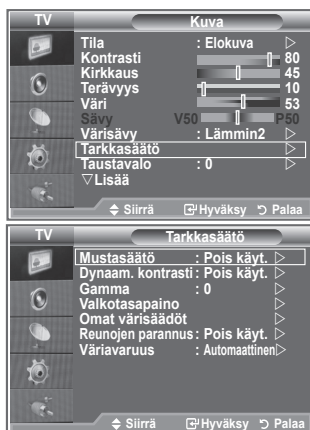 TV Kuva
Tila : Elokuva
Kontrasti 80
Kirkkaus 45
Terävyys 10
Väri 53
Sävy V50 P50
Värisävy : Lämmin2
Tarkkasäätö
Taustavalo : 0
▽Lisää
Siirrä Hyväksy Palaa
TV Tarkkasäätö
Mustasäätö : Pois käyt.
Dynaam. kontrasti : Pois käyt.
Gamma : 0
Valkotasapaino
Omat värisäädöt
Reunojen parannus : Pois käyt.
Väriavaruus : Automaattinen
Siirrä Hyväksy Palaa